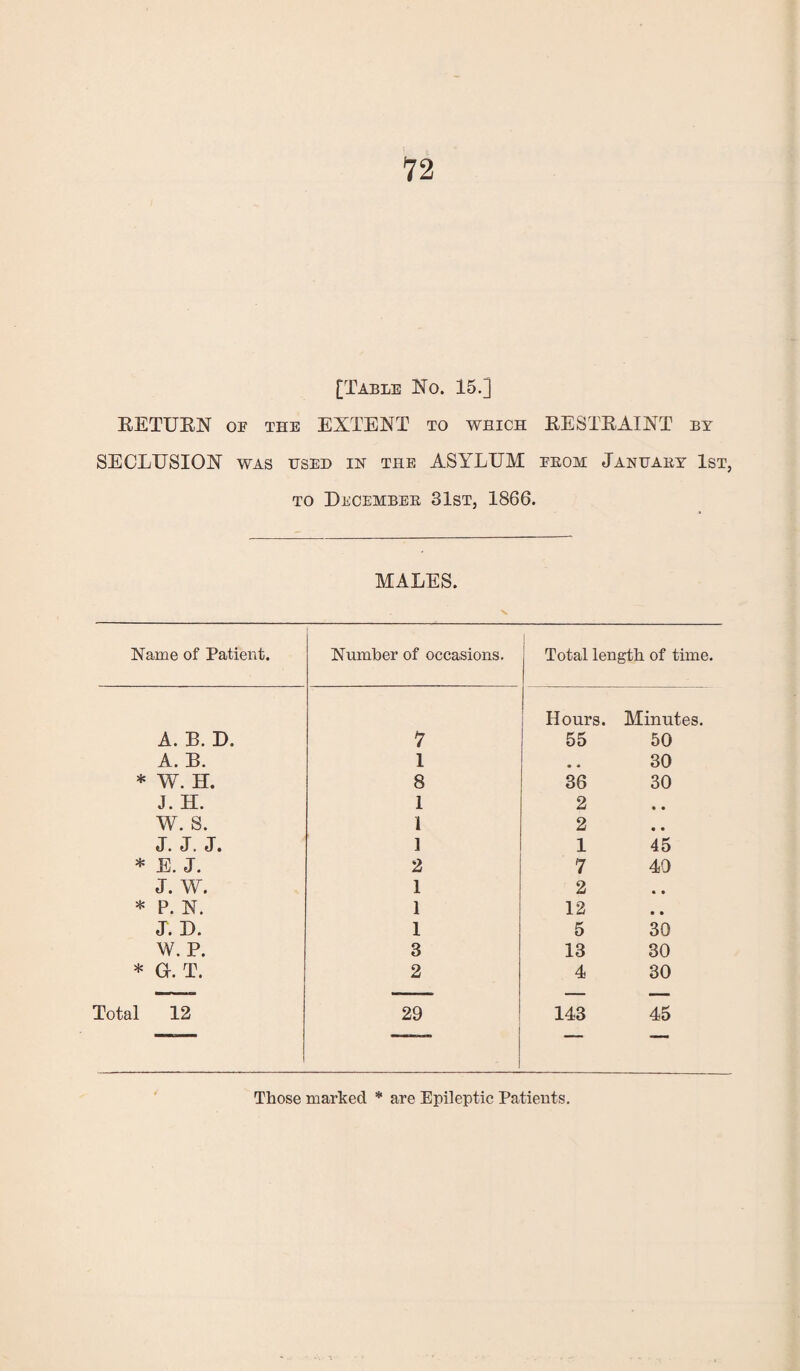 72
[Table No. 15.]
RETURN of the EXTENT to which RESTRAINT by
SECLUSION was used in the ASYLUM from January 1st,
to December 31st, 1866.
MALES.
Name of Patient. Number of occasions. Total length of time.
Hours. Minutes.
A. B. D. 7 55 50
A. B. 1 .. 30
* W. H. 8 36 30
J. H. 1 2 ..
W. S. 1 2 ..
J. J. J. 1 1 45
* E. J. 2 7 40
J. W. 1 2 ..
* P. N. 1 12 ..
J. D. 1 5 30
W. P. 3 13 30
* G. T. 2 4 30
Total 12 29 143 45
Those marked * are Epileptic Patients.